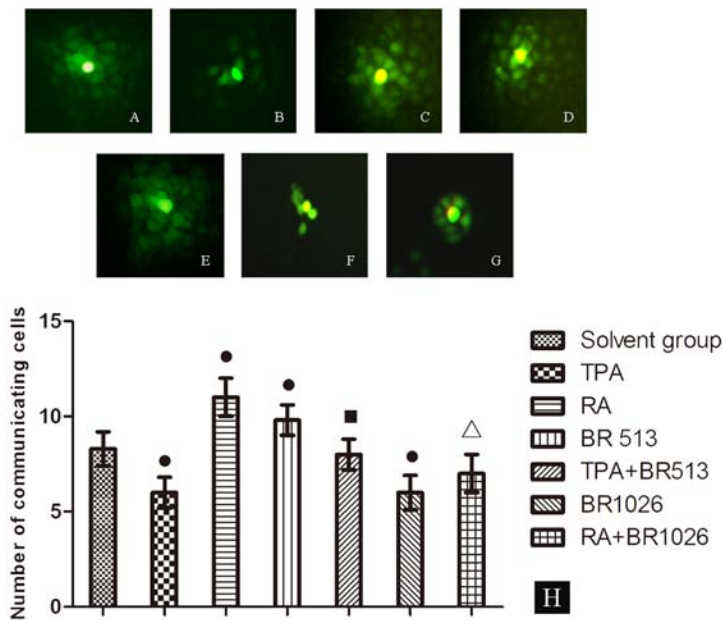 A
B
C
D
E
F
G
Number of communicating cells
15
10
5
0
Solvent group
TPA
RA
BR 513
TPA+BR513
BR1026
RA+BR1026
H